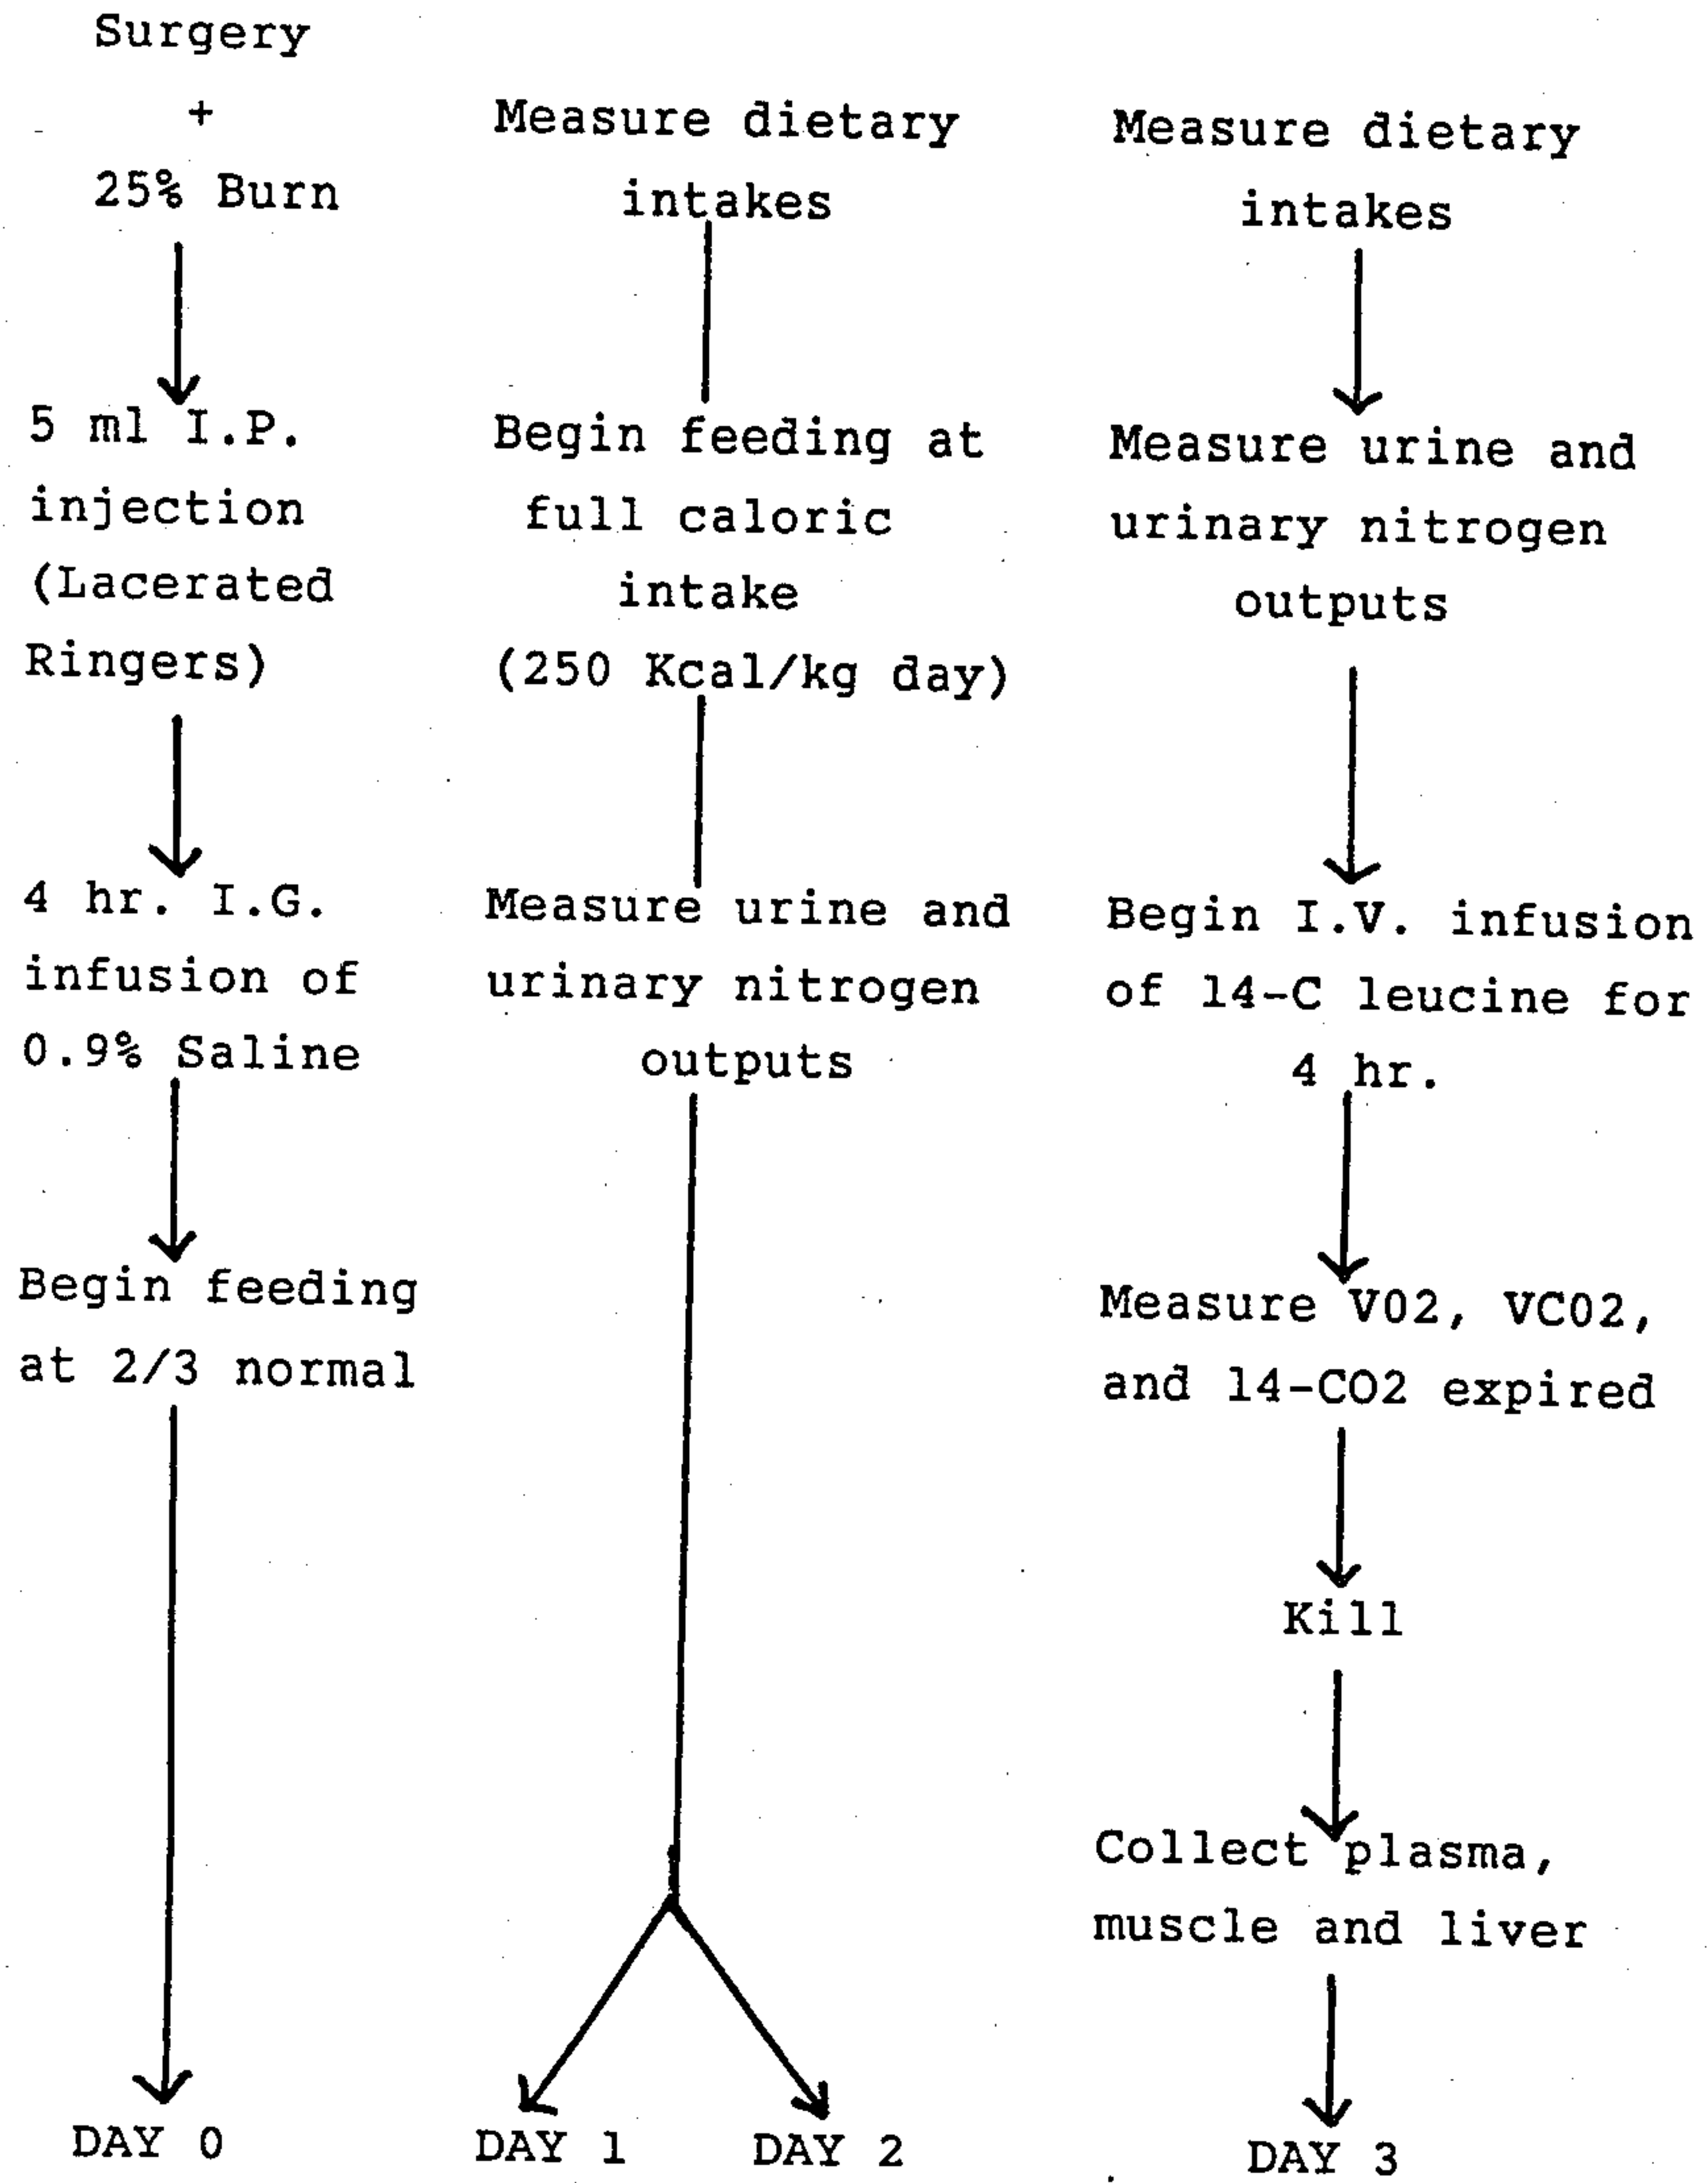 Surgery
+
25% Burn
5 ml I.P.
injection
(Lacerated
Ringers)
4 hr. I.G.
infusion of
0.9% Saline
Begin feeding
at 2/3 normal
DAY 0
Measure dietary
intakes
Begin feeding at
full caloric
intake
(250 Kcal/kg day)
Measure urine and
urinary nitrogen
outputs
DAY 1 DAY 2
Measure dietary
intakes
Measure urine and
urinary nitrogen
outputs
Begin I.V. infusion
of 14-C leucine for
4 hr.
Measure V02, VC02,
and 14-CO2 expired
Kill
Collect plasma,
muscle and liver
DAY 3